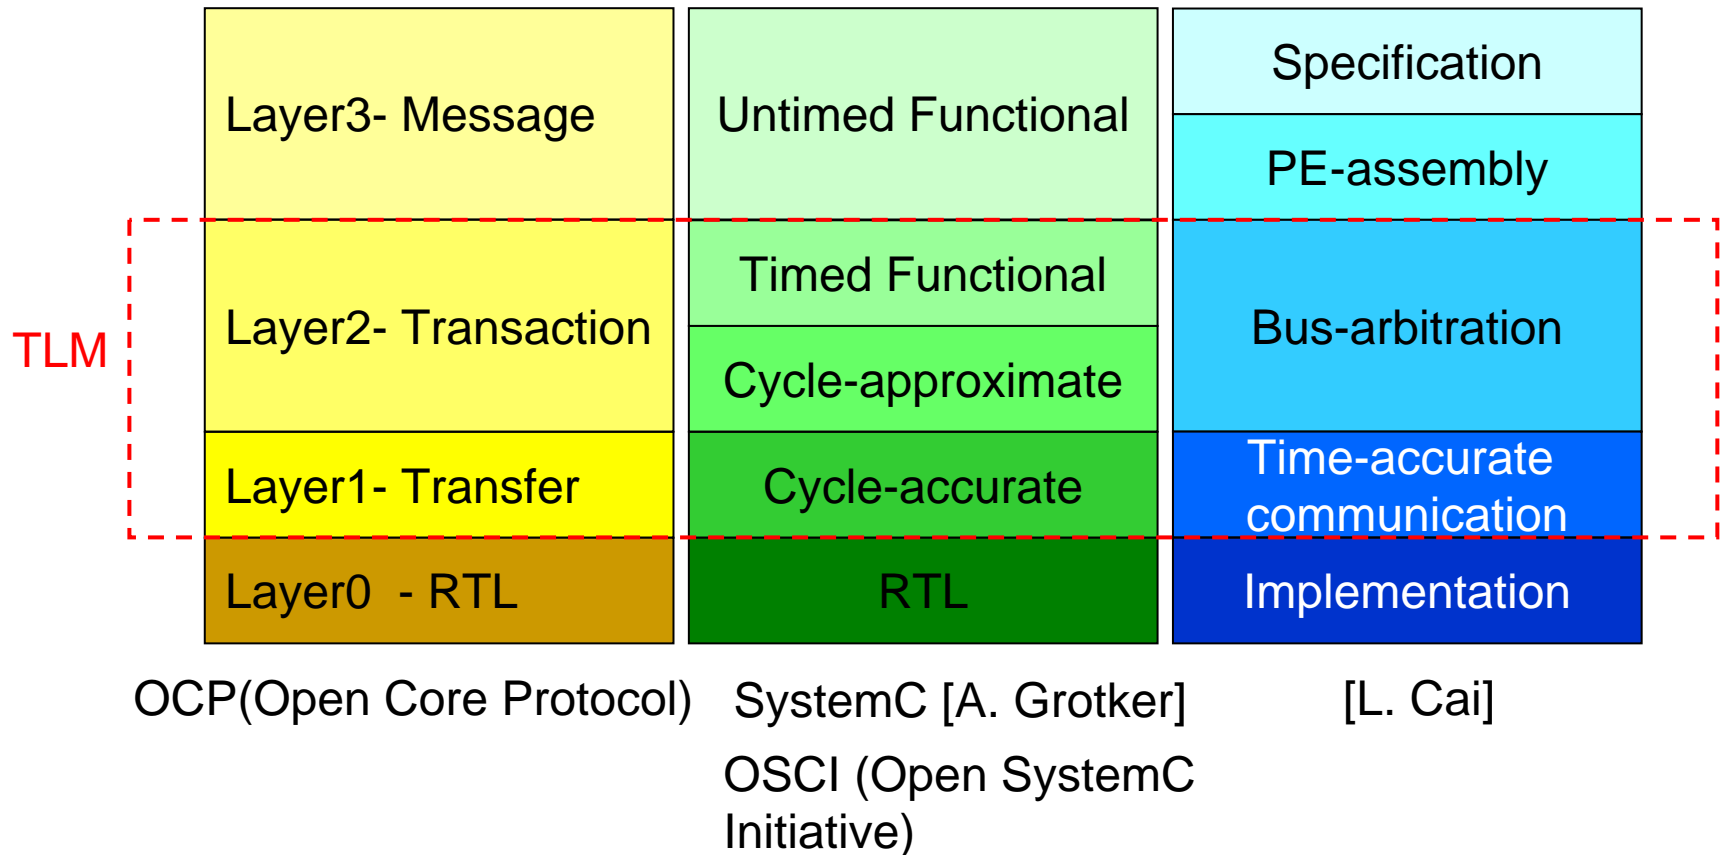 Layer3- Message
Untimed Functional
Specification
PE-assembly
TLM
Layer2- Transaction
Timed Functional
Cycle-approximate
Bus-arbitration
Layer1- Transfer
Cycle-accurate
Time-accurate
communication
Layer0 - RTL
RTL
Implementation
OCP(Open Core Protocol)
SystemC [A. Grotker]
[L. Cai]
OSCI (Open SystemC
Initiative)